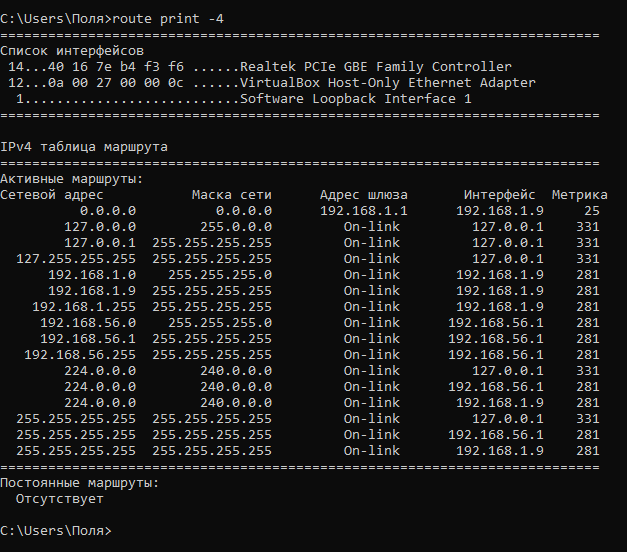 C:\Users\Поля>route print -4
===========================================================================
Список интерфейсов
 14...40 16 7e b4 f3 f6 ......Realtek PCIe GBE Family Controller
 12...0a 00 27 00 00 0c ......VirtualBox Host-Only Ethernet Adapter
  1...........................Software Loopback Interface 1
===========================================================================
IPv4 таблица маршрута
===========================================================================
Активные маршруты:
Сетевой адрес           Маска сети      Адрес шлюза       Интерфейс  Метрика
          0.0.0.0          0.0.0.0      192.168.1.1      192.168.1.9     25
        127.0.0.0        255.0.0.0         On-link         127.0.0.1    331
        127.0.0.1  255.255.255.255         On-link         127.0.0.1    331
  127.255.255.255  255.255.255.255         On-link         127.0.0.1    331
      192.168.1.0    255.255.255.0         On-link       192.168.1.9    281
      192.168.1.9  255.255.255.255         On-link       192.168.1.9    281
    192.168.1.255  255.255.255.255         On-link       192.168.1.9    281
     192.168.56.0    255.255.255.0         On-link      192.168.56.1    281
     192.168.56.1  255.255.255.255         On-link      192.168.56.1    281
   192.168.56.255  255.255.255.255         On-link      192.168.56.1    281
        224.0.0.0        240.0.0.0         On-link         127.0.0.1    331
        224.0.0.0        240.0.0.0         On-link      192.168.56.1    281
        224.0.0.0        240.0.0.0         On-link       192.168.1.9    281
  255.255.255.255  255.255.255.255         On-link         127.0.0.1    331
  255.255.255.255  255.255.255.255         On-link      192.168.56.1    281
  255.255.255.255  255.255.255.255         On-link       192.168.1.9    281
===========================================================================
Постоянные маршруты:
  Отсутствует
C:\Users\Поля>